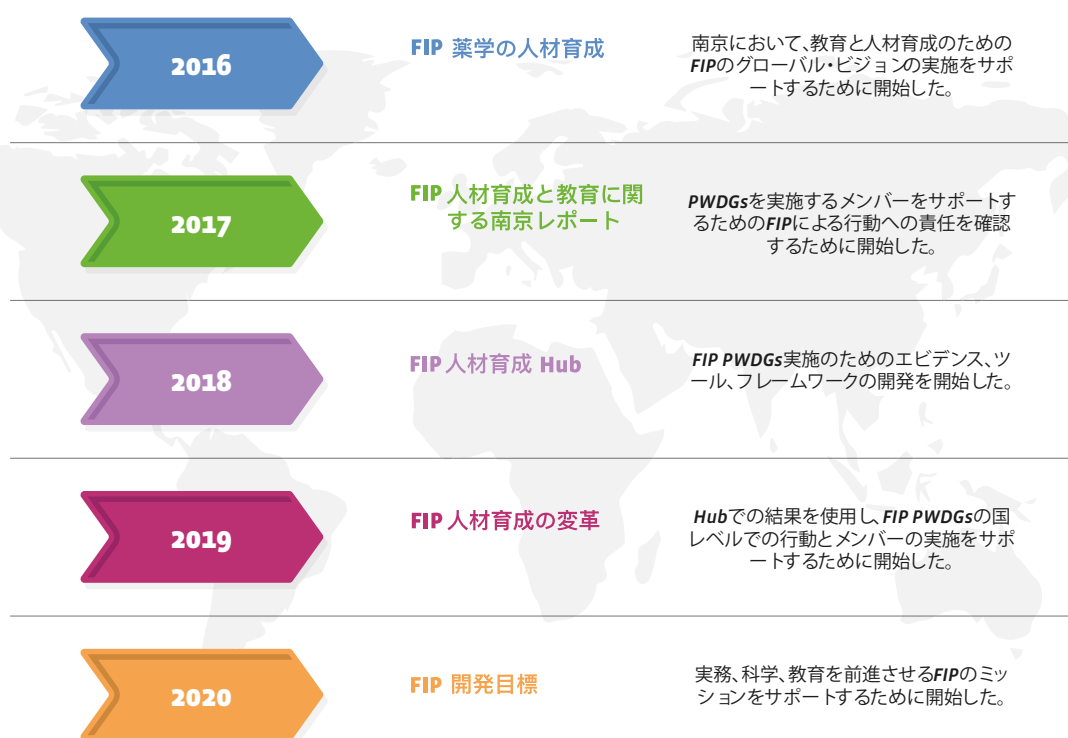 2016
FIP 薬学の人材育成
南京において、教育と人材育成のための
FIPのグローバル・ビジョンの実施をサポ
ートするために開始した。
2017
FIP 人材育成と教育に関
する南京レポート
PWDGsを実施するメンバーをサポートす
るためのFIPによる行動への責任を確認
するために開始した。
2018
FIP 人材育成 Hub
FIP PWDGs実施のためのエビデンス、ツ
ール、フレームワークの開発を開始した。
2019
FIP 人材育成の変革
Hubでの結果を使用し、FIP PWDGsの国
レベルでの行動とメンバーの実施をサポ
ートするために開始した。
2020
FIP 開発目標
実務、科学、教育を前進させるFIPのミッ
ションをサポートするために開始した。